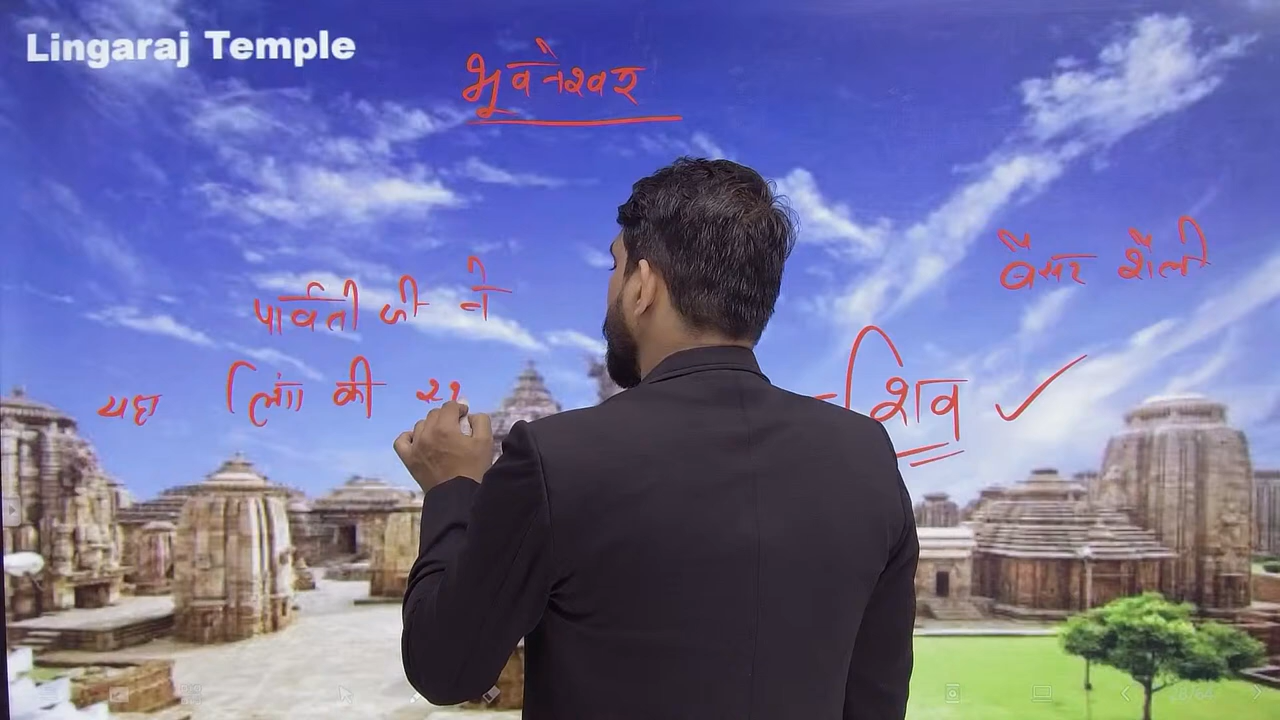 Lingaraj Temple
भूवनेश्वर
बैसर शैली
पार्वती जी ने
शिव
यहा लिंग की